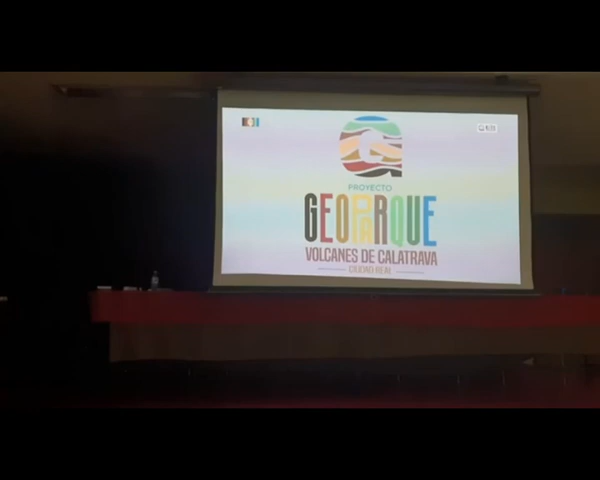 PROYECTO
GEOPARQUE
VOLCANES DE CALATRAVA
CIUDAD REAL